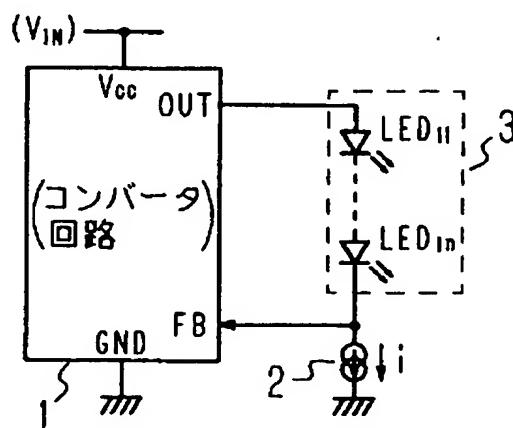 (VIN)
Vcc
OUT
LED11
3
(コンバータ
回路)
LED1n
FB
GND
1
2
i